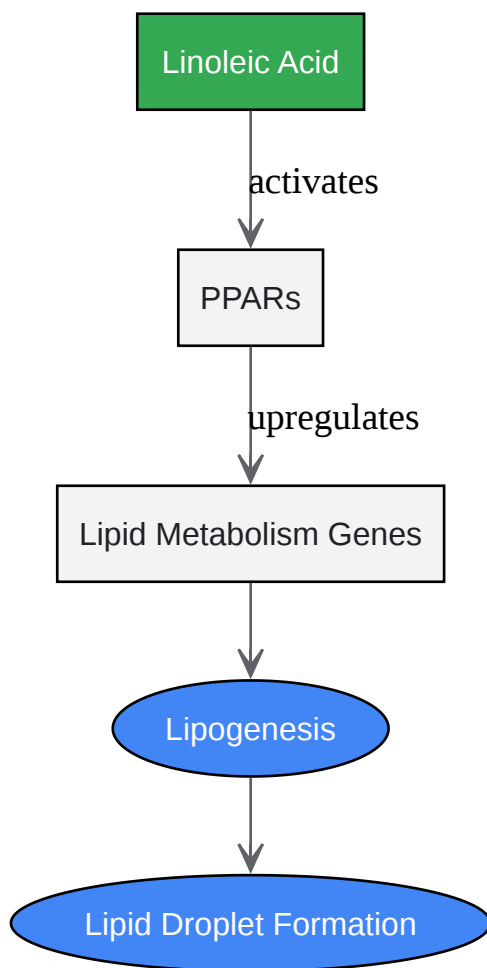 Linoleic Acid
activates
PPARs
upregulates
Lipid Metabolism Genes
Lipogenesis
Lipid Droplet Formation